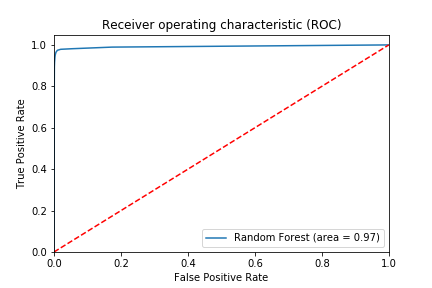 Receiver operating characteristic (ROC)
True Positive Rate
1.0
0.8
0.6
0.4
0.2
0.0
Random Forest (area = 0.97)
0.0 0.2 0.4 0.6 0.8 1.0
False Positive Rate